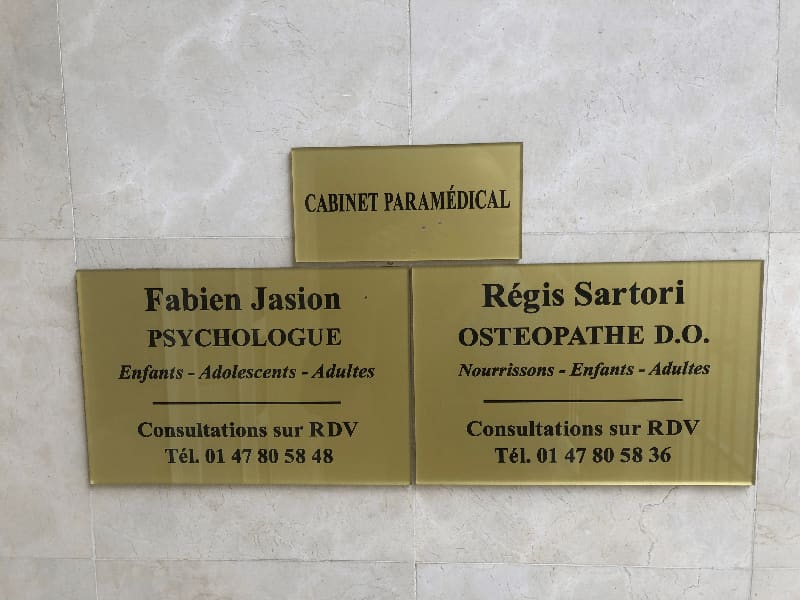 CABINET PARAMÉDICAL
Fabien Jasion
PSYCHOLOGUE
Enfants - Adolescents - Adultes
Consultations sur RDV
Tél. 01 47 80 58 48
Régis Sartori
OSTEOPATHE D.O.
Nourrissons - Enfants - Adultes
Consultations sur RDV
Tél. 01 47 80 58 36